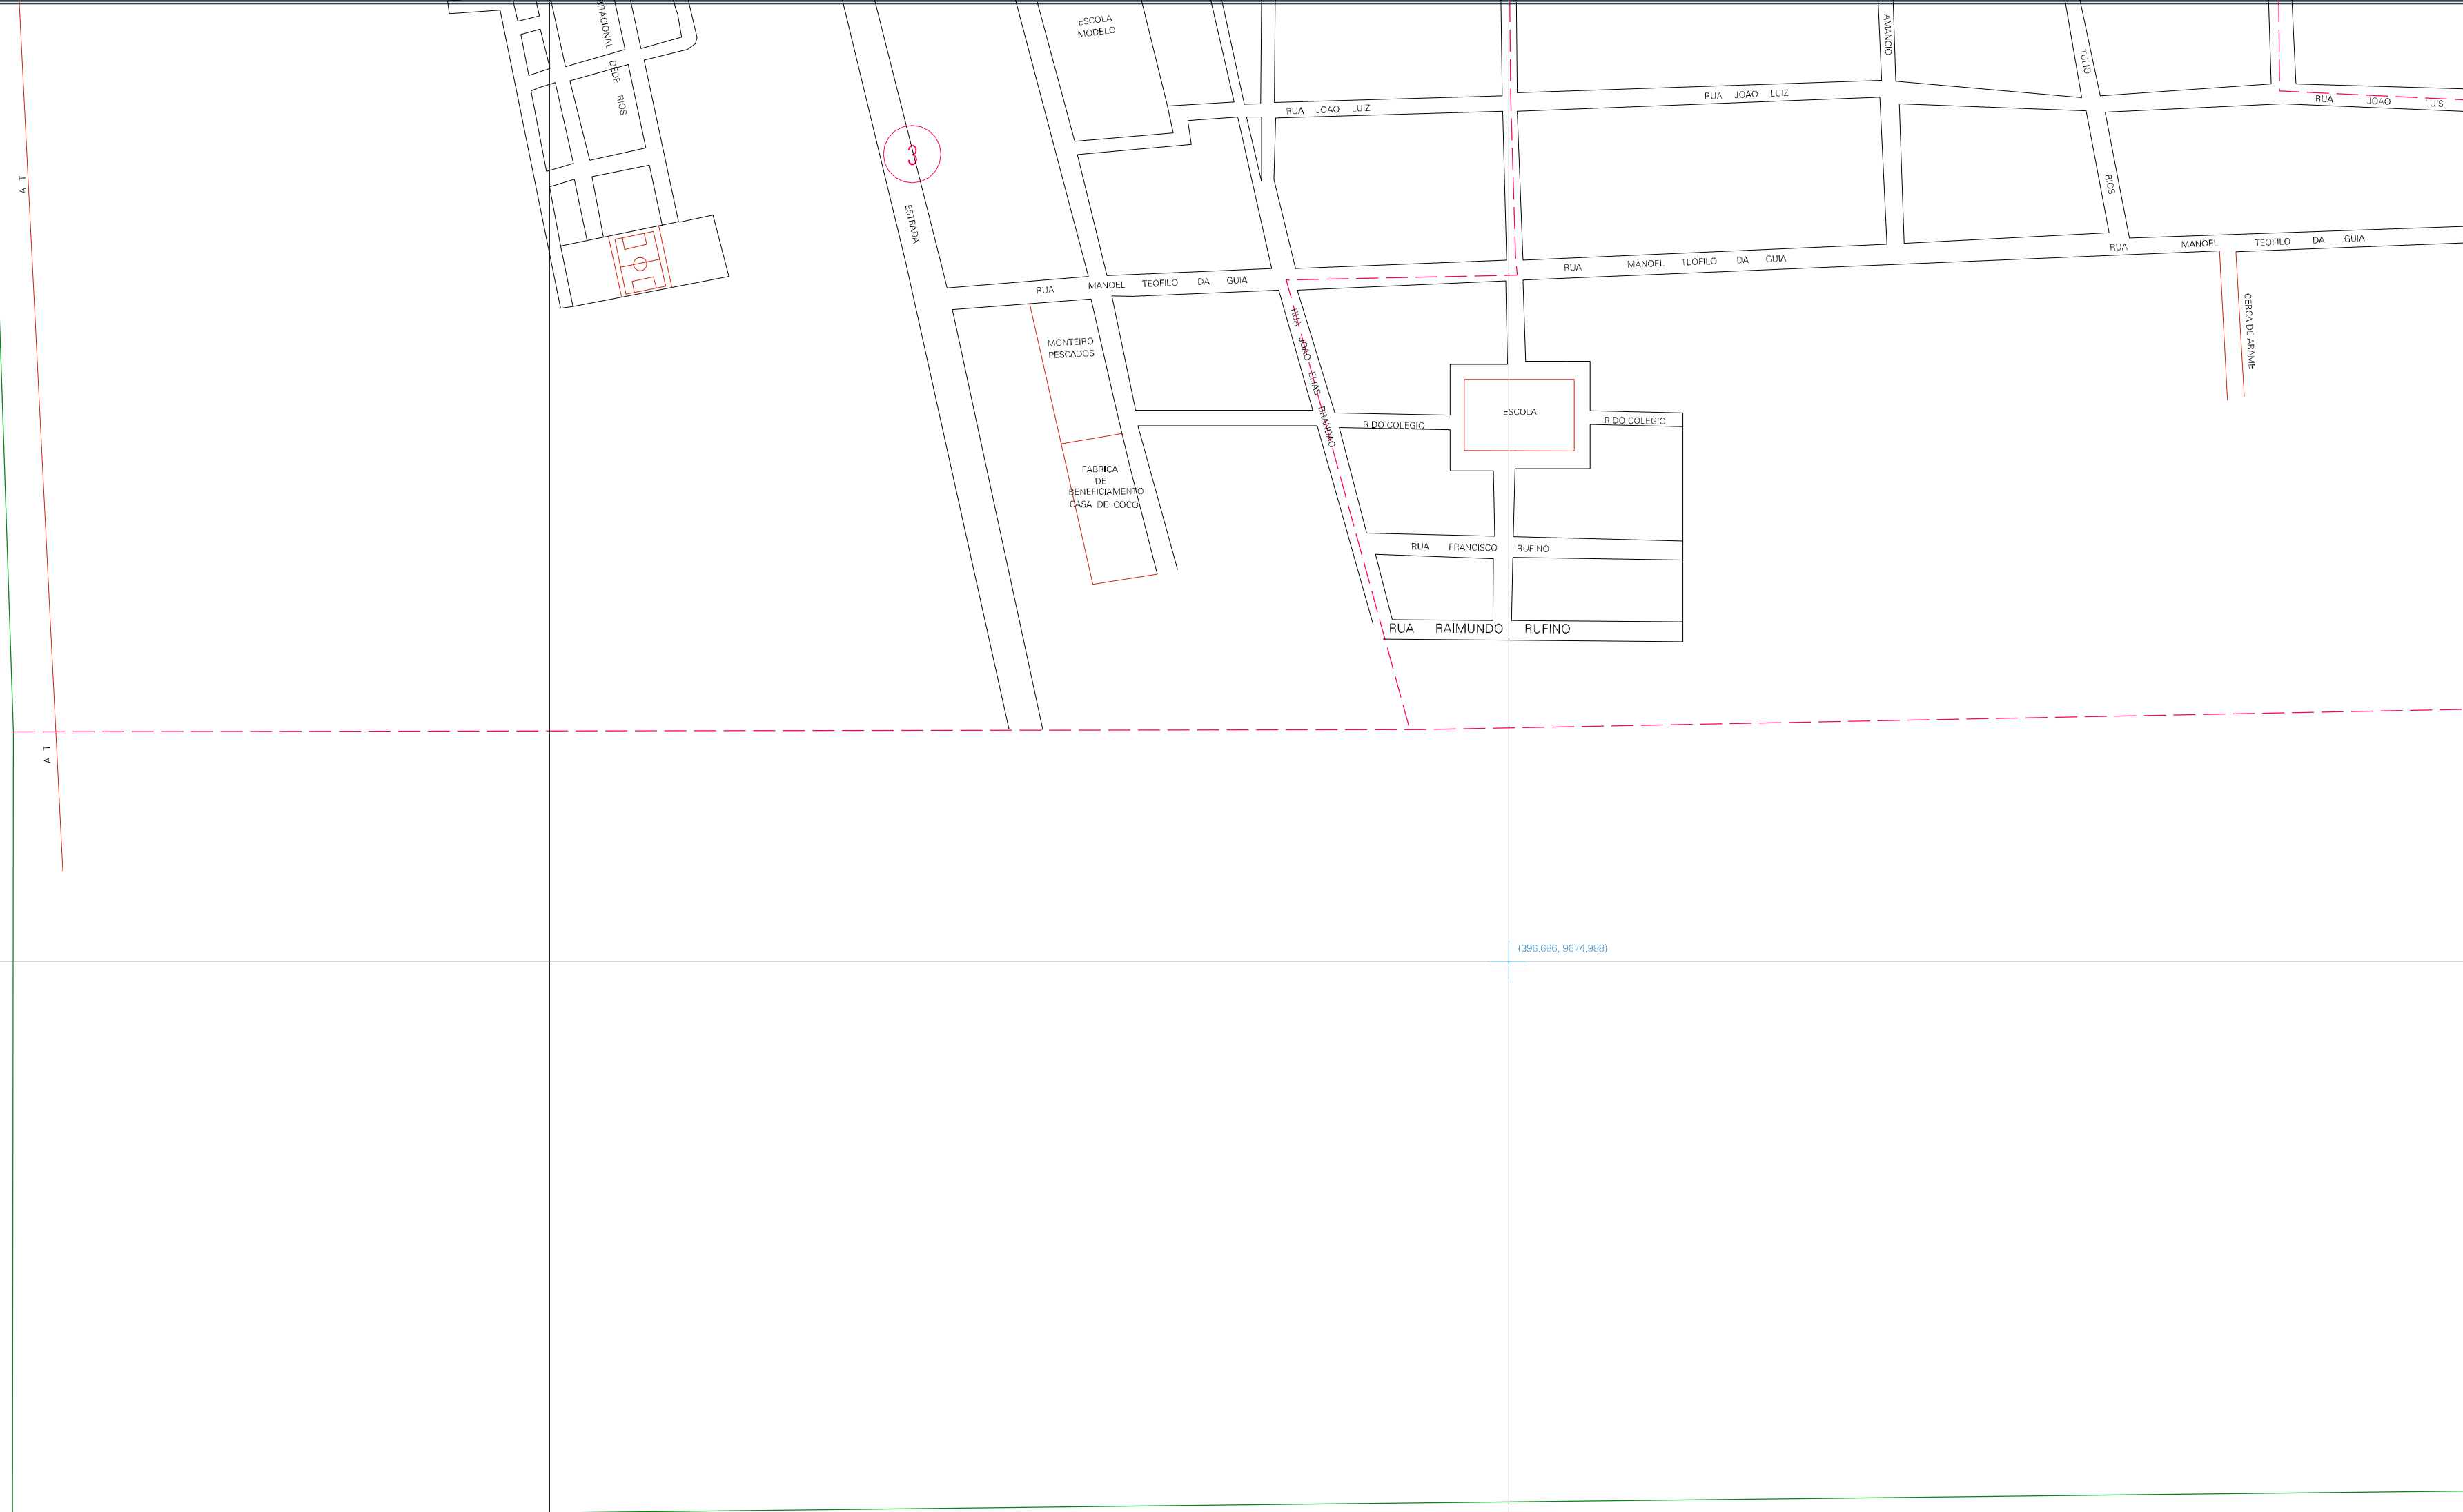 ITACIONAL DEDE RIOS
ESCOLA
MODELO
AMANCIO
TULIO RIOS
RUA JOAO LUIZ
RUA JOAO LUIZ
RUA JOAO LUIS
3
A T
ESTRADA
RUA MANOEL TEOFILO DA GUIA
RUA MANOEL TEOFILO DA GUIA
RUA MANOEL TEOFILO DA GUIA
CERCA DE ARAME
RUA JOAO ELIAS BRANDAO
MONTEIRO
PESCADOS
ESCOLA
R DO COLEGIO
R DO COLEGIO
FABRICA
DE
BENEFICIAMENTO
CASA DE COCO
RUA FRANCISCO RUFINO
RUA RAIMUNDO RUFINO
A T
(396,686, 9674,988)